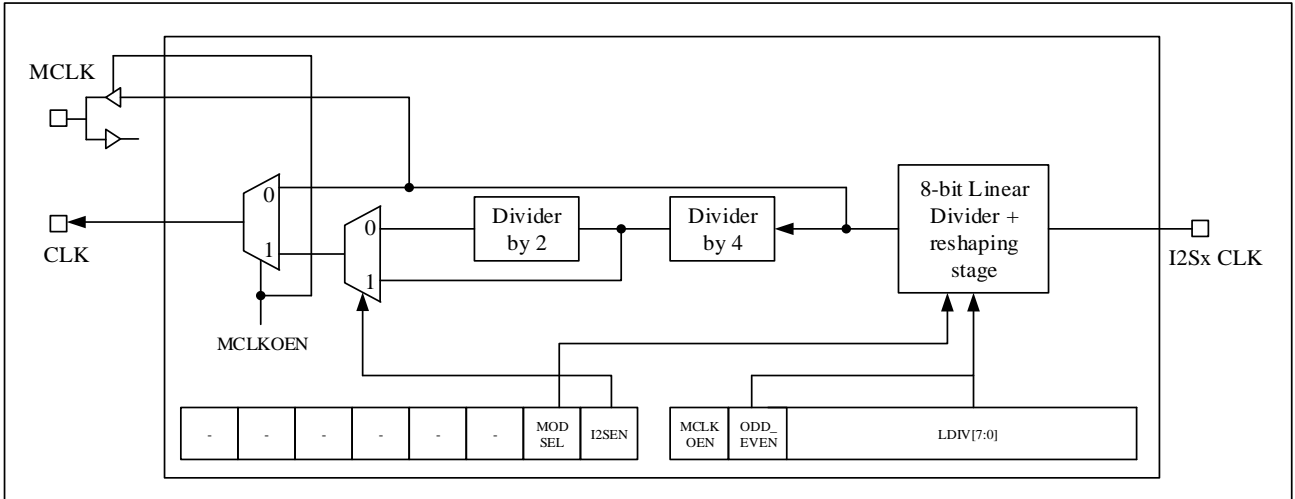 MCLK
0
1
CLK
MCLKOEN
0
1
Divider
by 2
Divider
by 4
8-bit Linear
Divider +
reshaping
stage
I2Sx CLK
-
-
-
-
-
-
MOD
SEL
I2SEN
MCLK
OEN
ODD_
EVEN
LDIV[7:0]